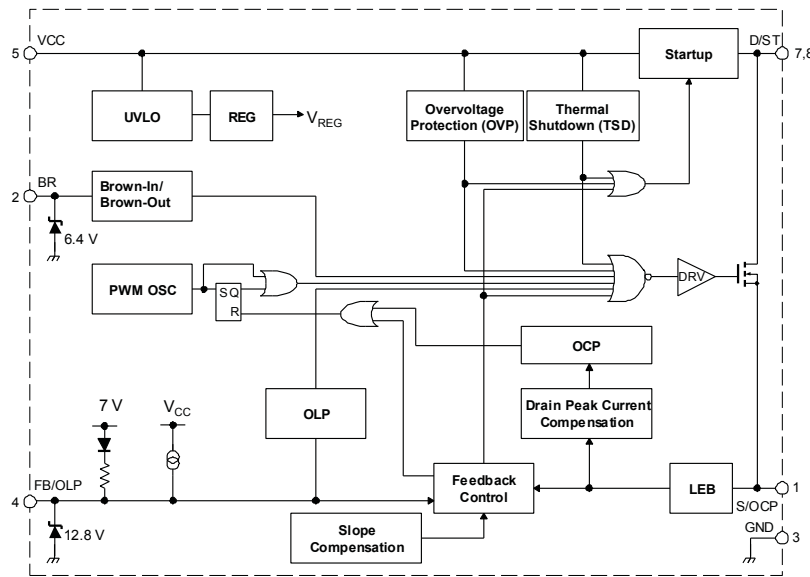 VCC
D/ST
5
7,8
Startup
UVLO
REG
VREG
Overvoltage
Protection (OVP)
Thermal
Shutdown (TSD)
BR
2
Brown-In/
Brown-Out
6.4 V
PWM OSC
S Q
R
DRV
OCP
7 V
VCC
OLP
Drain Peak Current
Compensation
FB/OLP
4
Feedback
Control
LEB
1
S/OCP
12.8 V
Slope
Compensation
GND
3